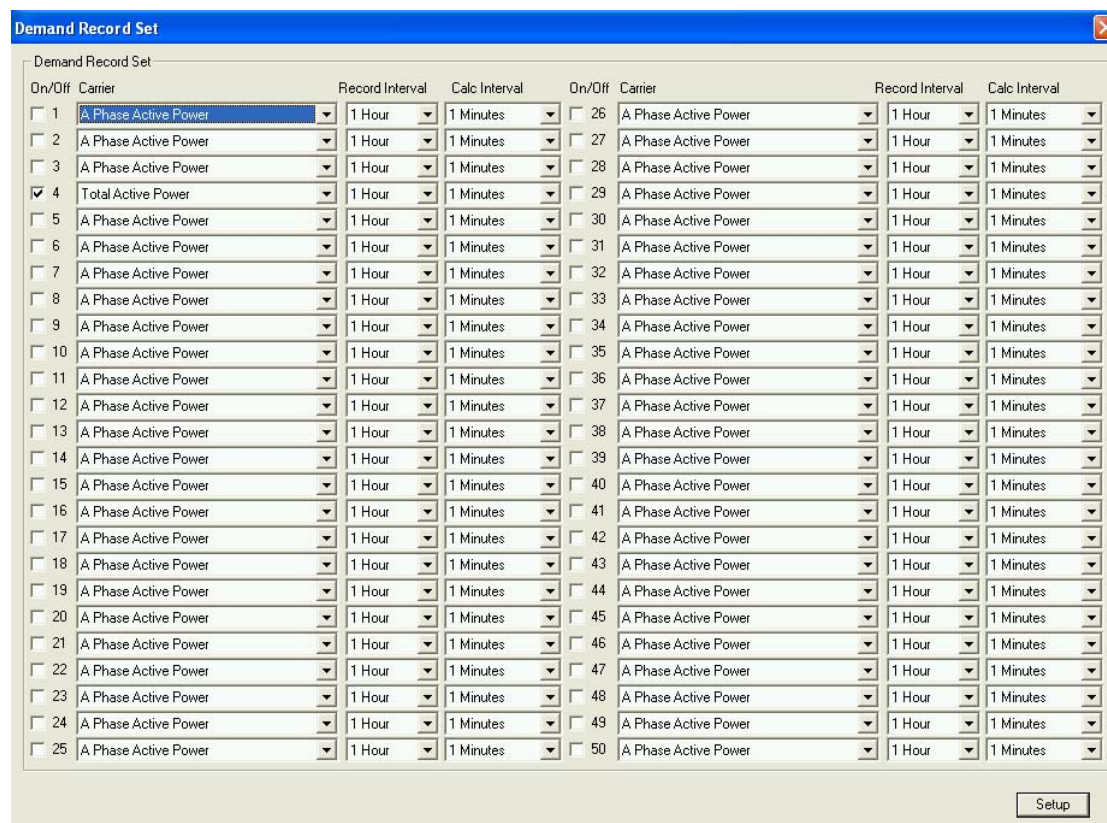 Demand Record Set
Demand Record Set
On/Off Carrier Record Interval Calc Interval On/Off Carrier Record Interval Calc Interval
1 A Phase Active Power 1 Hour 1 Minutes 26 A Phase Active Power 1 Hour 1 Minutes
2 A Phase Active Power 1 Hour 1 Minutes 27 A Phase Active Power 1 Hour 1 Minutes
3 A Phase Active Power 1 Hour 1 Minutes 28 A Phase Active Power 1 Hour 1 Minutes
4 Total Active Power 1 Hour 1 Minutes 29 A Phase Active Power 1 Hour 1 Minutes
5 A Phase Active Power 1 Hour 1 Minutes 30 A Phase Active Power 1 Hour 1 Minutes
6 A Phase Active Power 1 Hour 1 Minutes 31 A Phase Active Power 1 Hour 1 Minutes
7 A Phase Active Power 1 Hour 1 Minutes 32 A Phase Active Power 1 Hour 1 Minutes
8 A Phase Active Power 1 Hour 1 Minutes 33 A Phase Active Power 1 Hour 1 Minutes
9 A Phase Active Power 1 Hour 1 Minutes 34 A Phase Active Power 1 Hour 1 Minutes
10 A Phase Active Power 1 Hour 1 Minutes 35 A Phase Active Power 1 Hour 1 Minutes
11 A Phase Active Power 1 Hour 1 Minutes 36 A Phase Active Power 1 Hour 1 Minutes
12 A Phase Active Power 1 Hour 1 Minutes 37 A Phase Active Power 1 Hour 1 Minutes
13 A Phase Active Power 1 Hour 1 Minutes 38 A Phase Active Power 1 Hour 1 Minutes
14 A Phase Active Power 1 Hour 1 Minutes 39 A Phase Active Power 1 Hour 1 Minutes
15 A Phase Active Power 1 Hour 1 Minutes 40 A Phase Active Power 1 Hour 1 Minutes
16 A Phase Active Power 1 Hour 1 Minutes 41 A Phase Active Power 1 Hour 1 Minutes
17 A Phase Active Power 1 Hour 1 Minutes 42 A Phase Active Power 1 Hour 1 Minutes
18 A Phase Active Power 1 Hour 1 Minutes 43 A Phase Active Power 1 Hour 1 Minutes
19 A Phase Active Power 1 Hour 1 Minutes 44 A Phase Active Power 1 Hour 1 Minutes
20 A Phase Active Power 1 Hour 1 Minutes 45 A Phase Active Power 1 Hour 1 Minutes
21 A Phase Active Power 1 Hour 1 Minutes 46 A Phase Active Power 1 Hour 1 Minutes
22 A Phase Active Power 1 Hour 1 Minutes 47 A Phase Active Power 1 Hour 1 Minutes
23 A Phase Active Power 1 Hour 1 Minutes 48 A Phase Active Power 1 Hour 1 Minutes
24 A Phase Active Power 1 Hour 1 Minutes 49 A Phase Active Power 1 Hour 1 Minutes
25 A Phase Active Power 1 Hour 1 Minutes 50 A Phase Active Power 1 Hour 1 Minutes
Setup